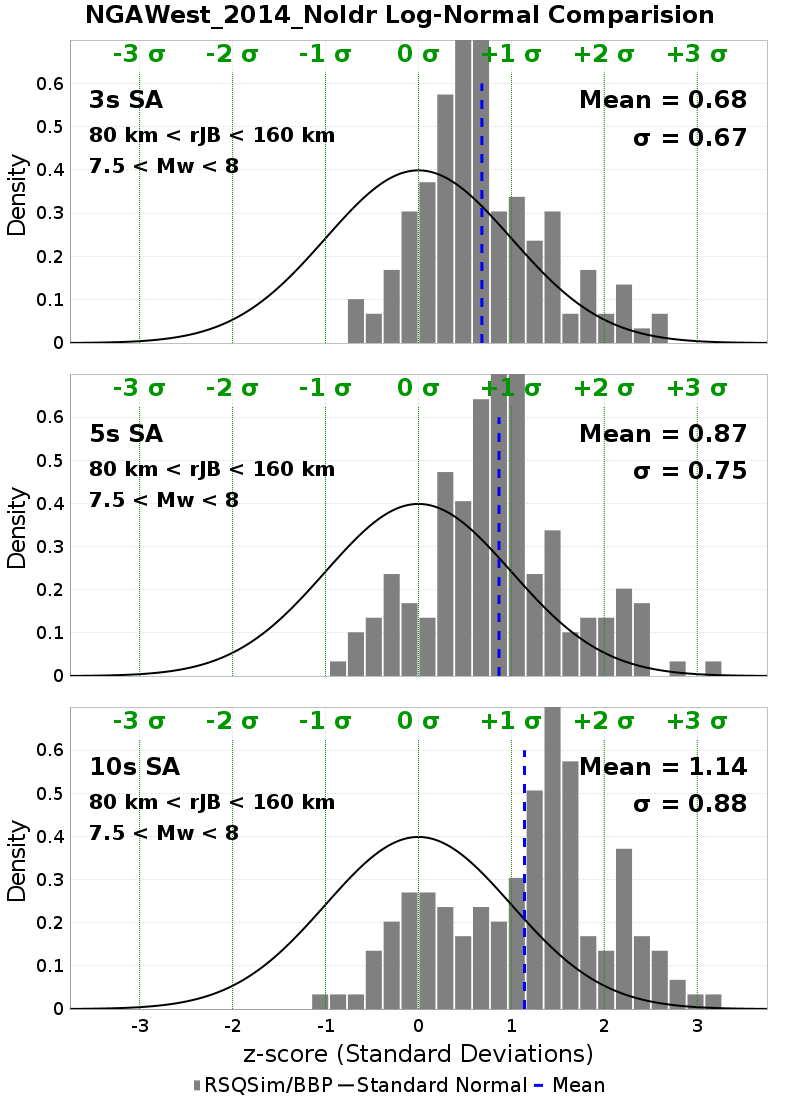 NGAWest_2014_NoIdr Log-Normal Comparision
-3 σ -2 σ -1 σ 0 σ +1 σ +2 σ +3 σ
3s SA
80 km < rJB < 160 km
7.5 < Mw < 8
Mean = 0.68
σ = 0.67
Density
0.6
0.5
0.4
0.3
0.2
0.1
0
-3 σ -2 σ -1 σ 0 σ +1 σ +2 σ +3 σ
5s SA
80 km < rJB < 160 km
7.5 < Mw < 8
Mean = 0.87
σ = 0.75
Density
0.6
0.5
0.4
0.3
0.2
0.1
0
-3 σ -2 σ -1 σ 0 σ +1 σ +2 σ +3 σ
10s SA
80 km < rJB < 160 km
7.5 < Mw < 8
Mean = 1.14
σ = 0.88
Density
0.6
0.5
0.4
0.3
0.2
0.1
0
-3 -2 -1 0 1 2 3
z-score (Standard Deviations)
RSQSim/BBP Standard Normal Mean